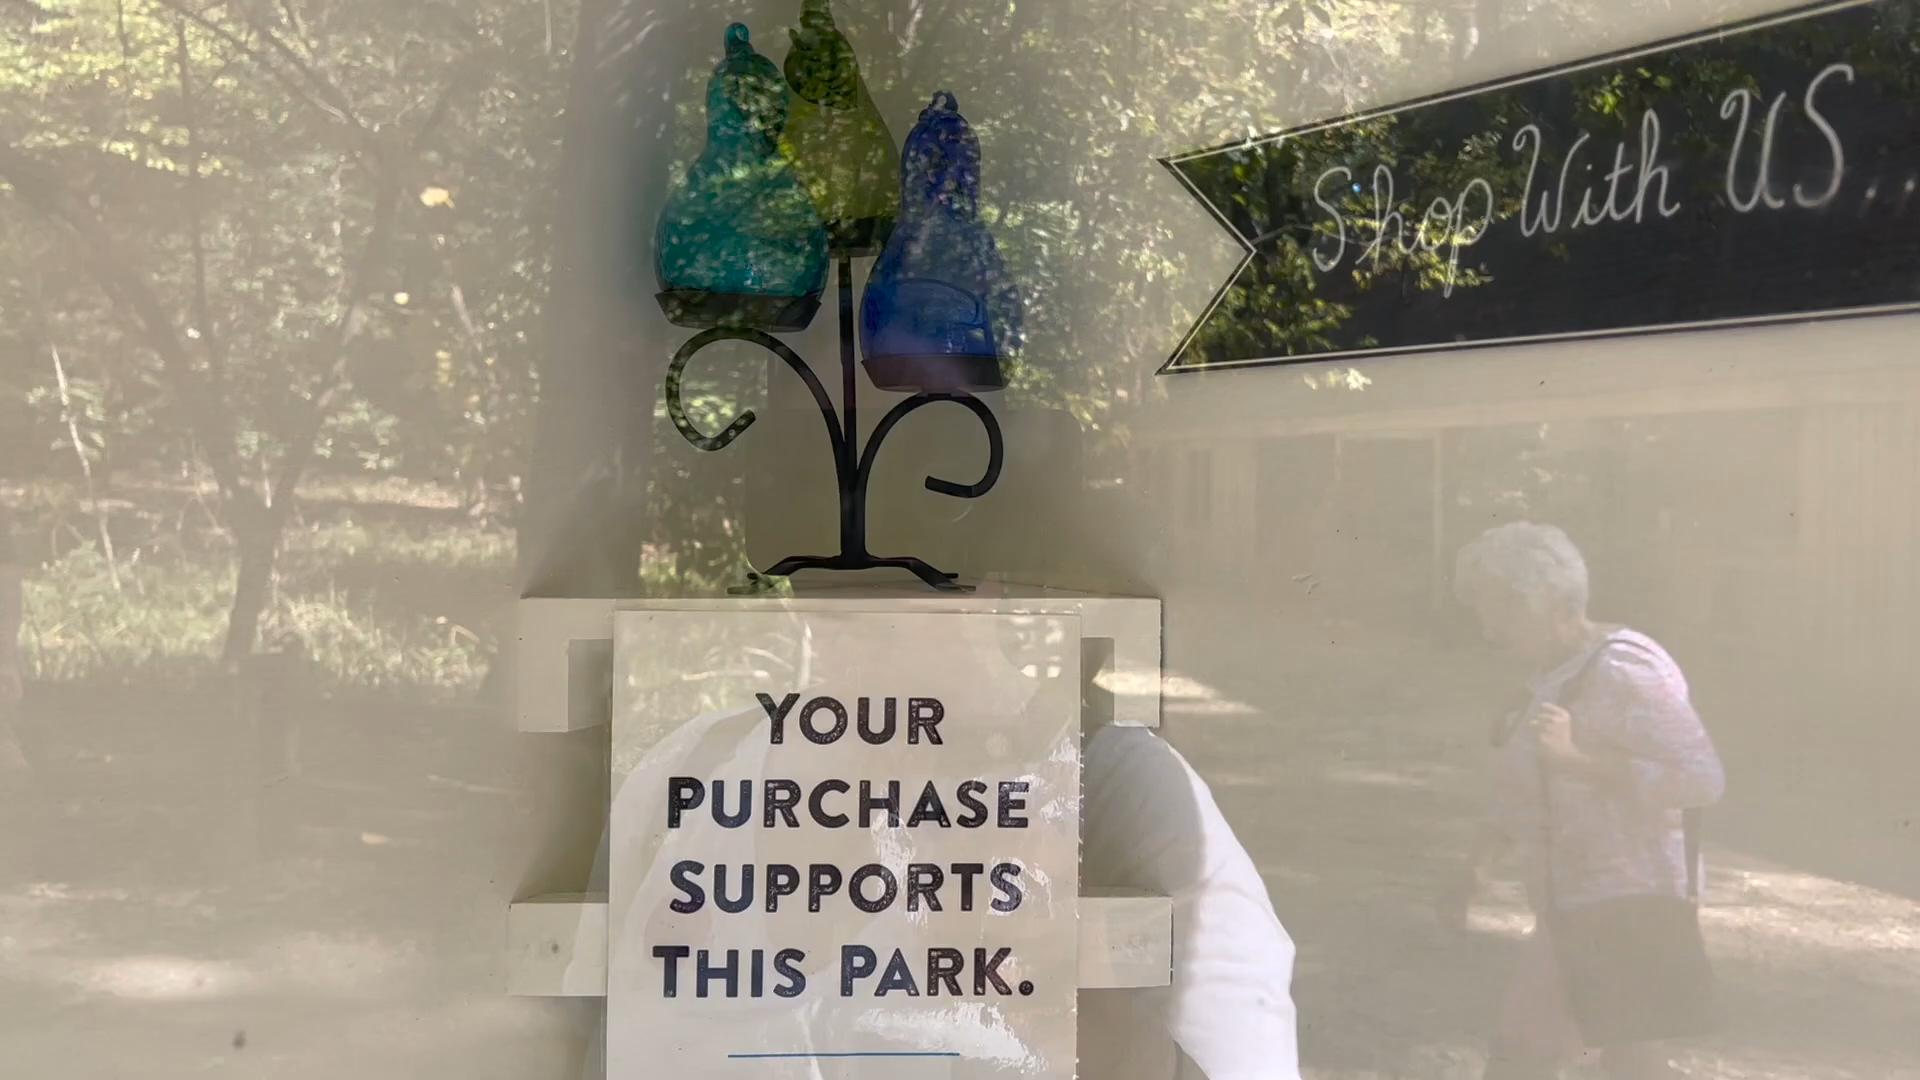 Shop With US...
YOUR
PURCHASE
SUPPORTS
THIS PARK.